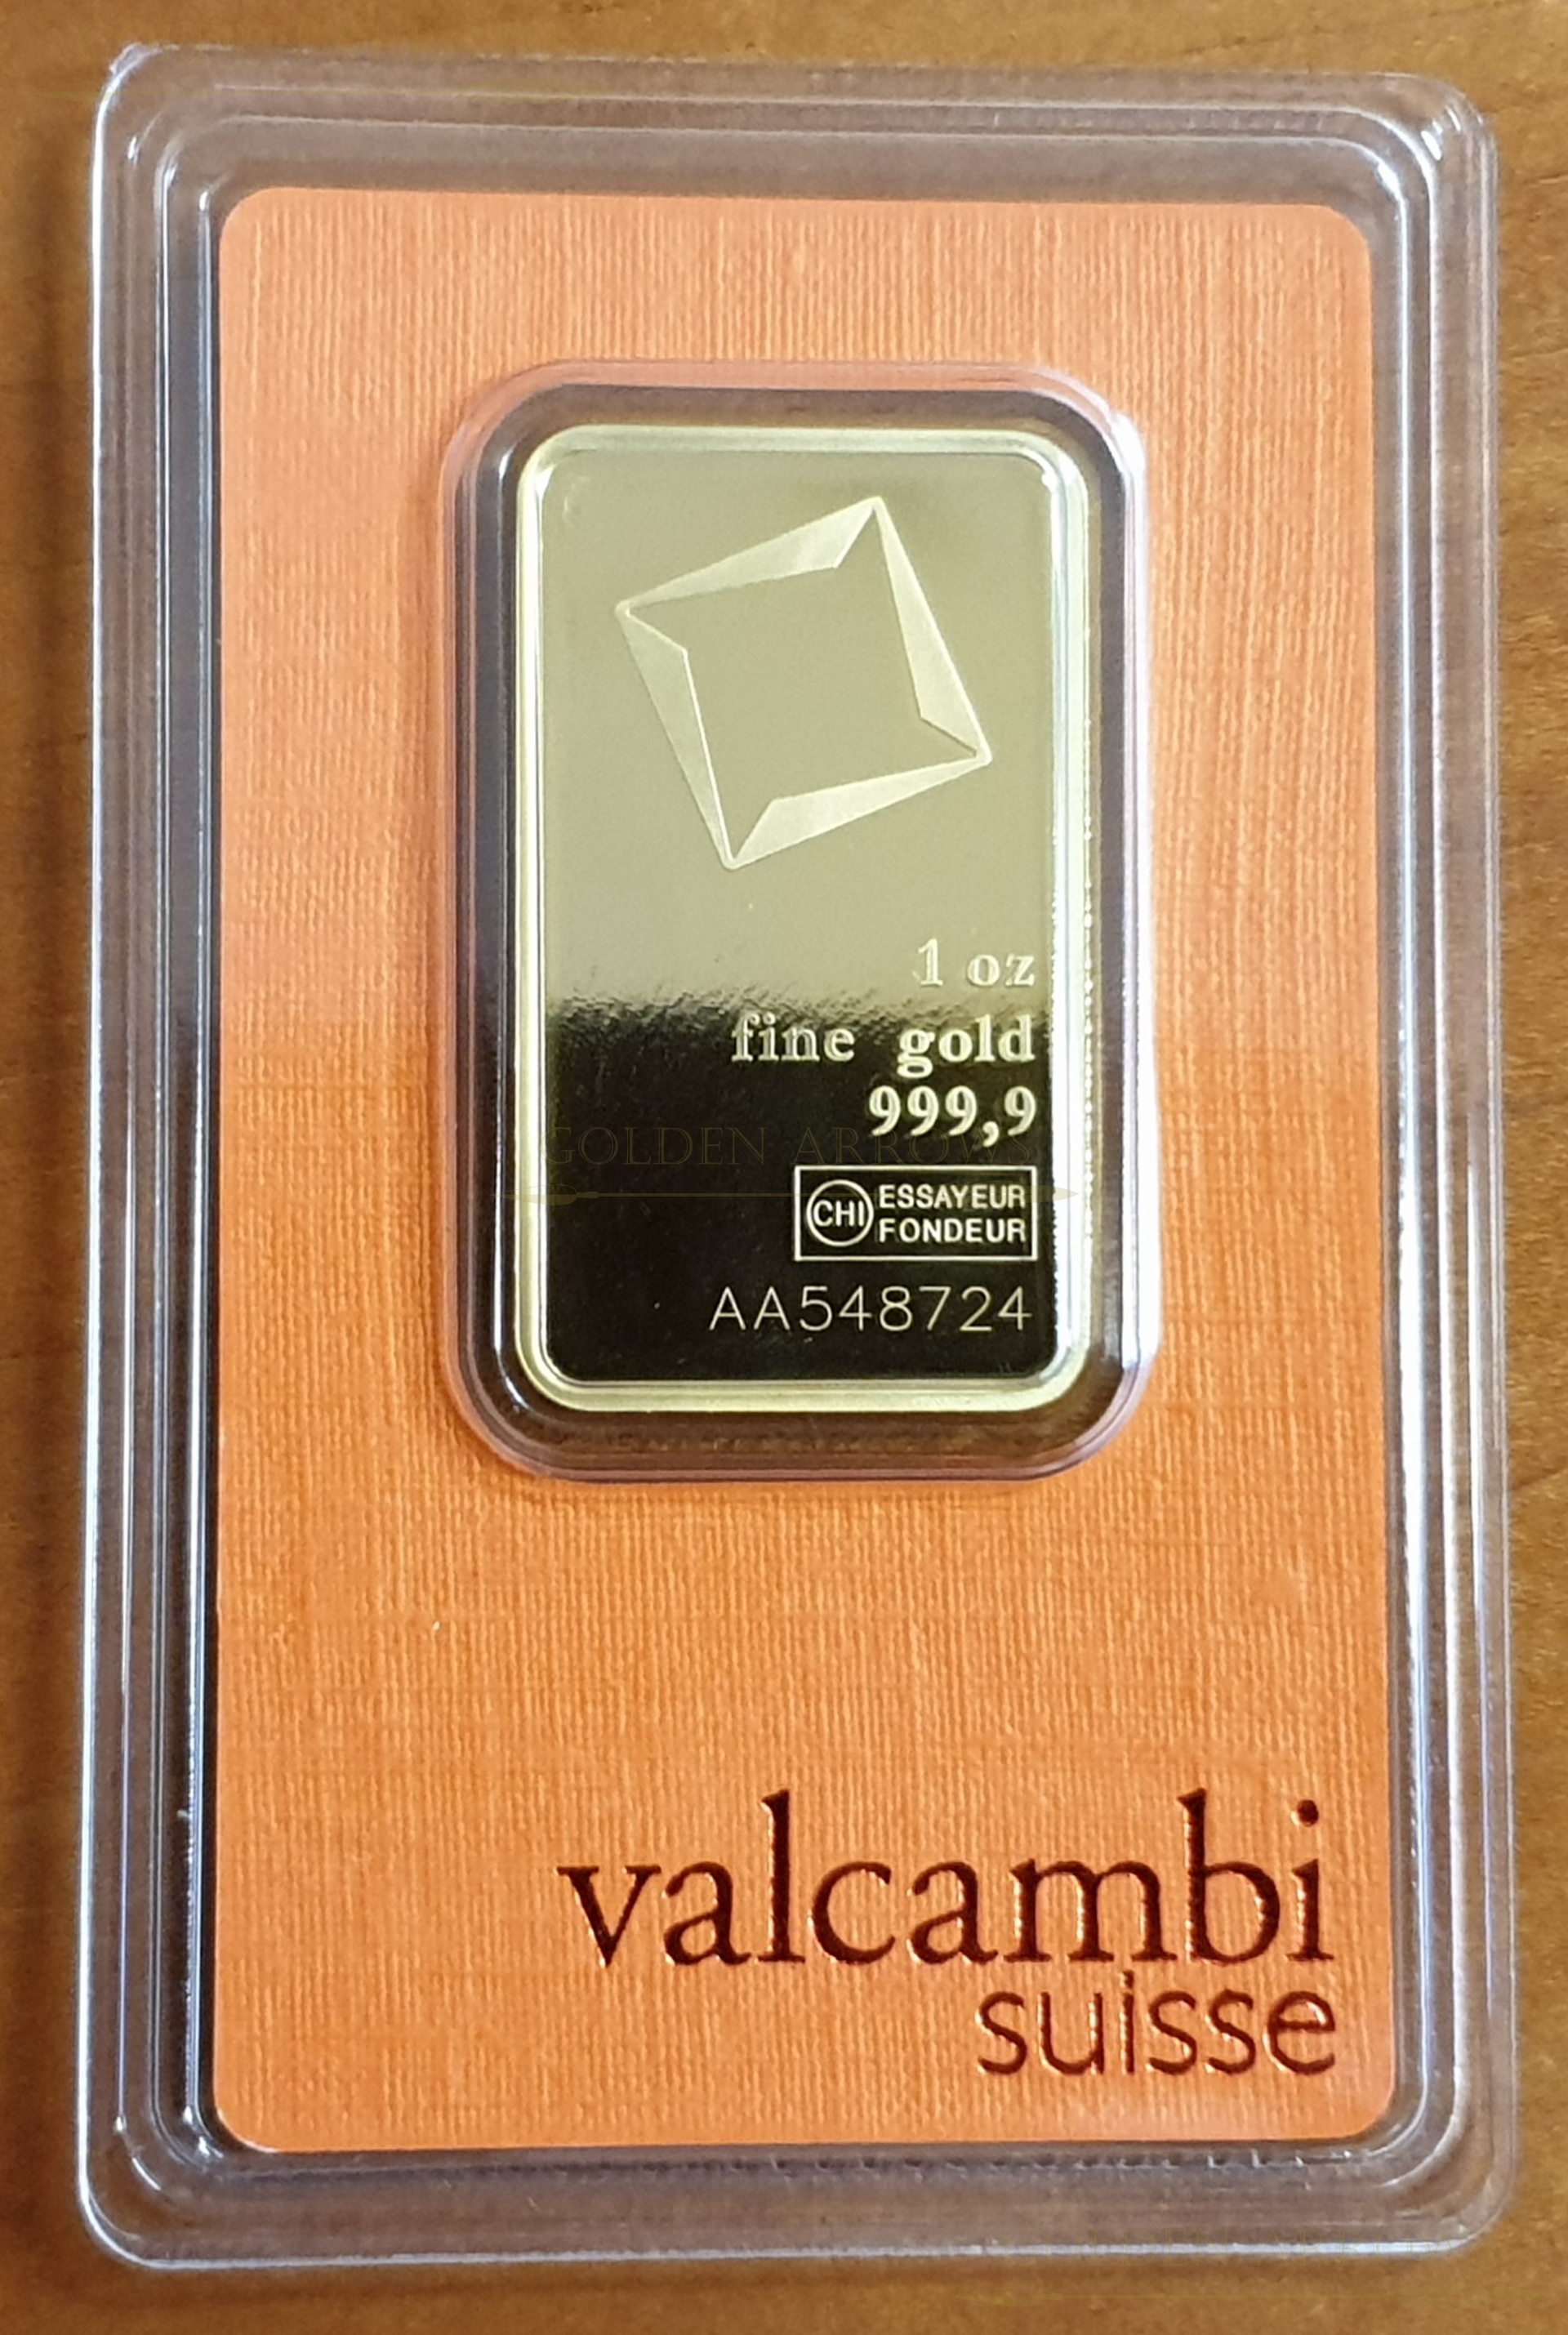 1 oz
fine gold
999,9
GOLDEN ARROWS
CHI ESSAYEUR
FONDEUR
AA548724
valcambi
suisse